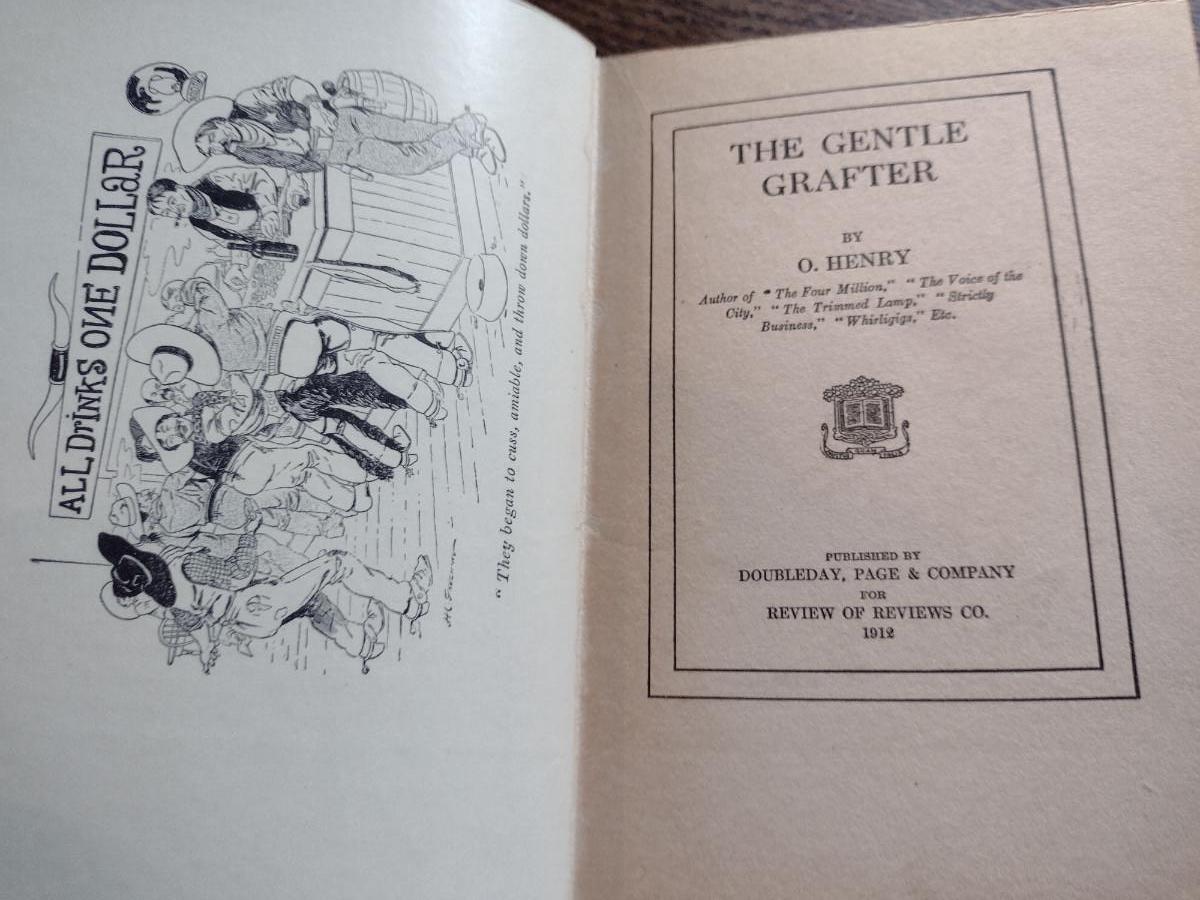 ALL DrINKS ONE DOLLaR
"They began to cuss, amiable, and throw down dollars."
THE GENTLE
GRAFTER
BY
O. HENRY
Author of "The Four Million," "The Voice of the
City," "The Trimmed Lamp," "Strictly
Business," "Whirligigs," Etc.
PUBLISHED BY
DOUBLEDAY, PAGE & COMPANY
FOR
REVIEW OF REVIEWS CO.
1912